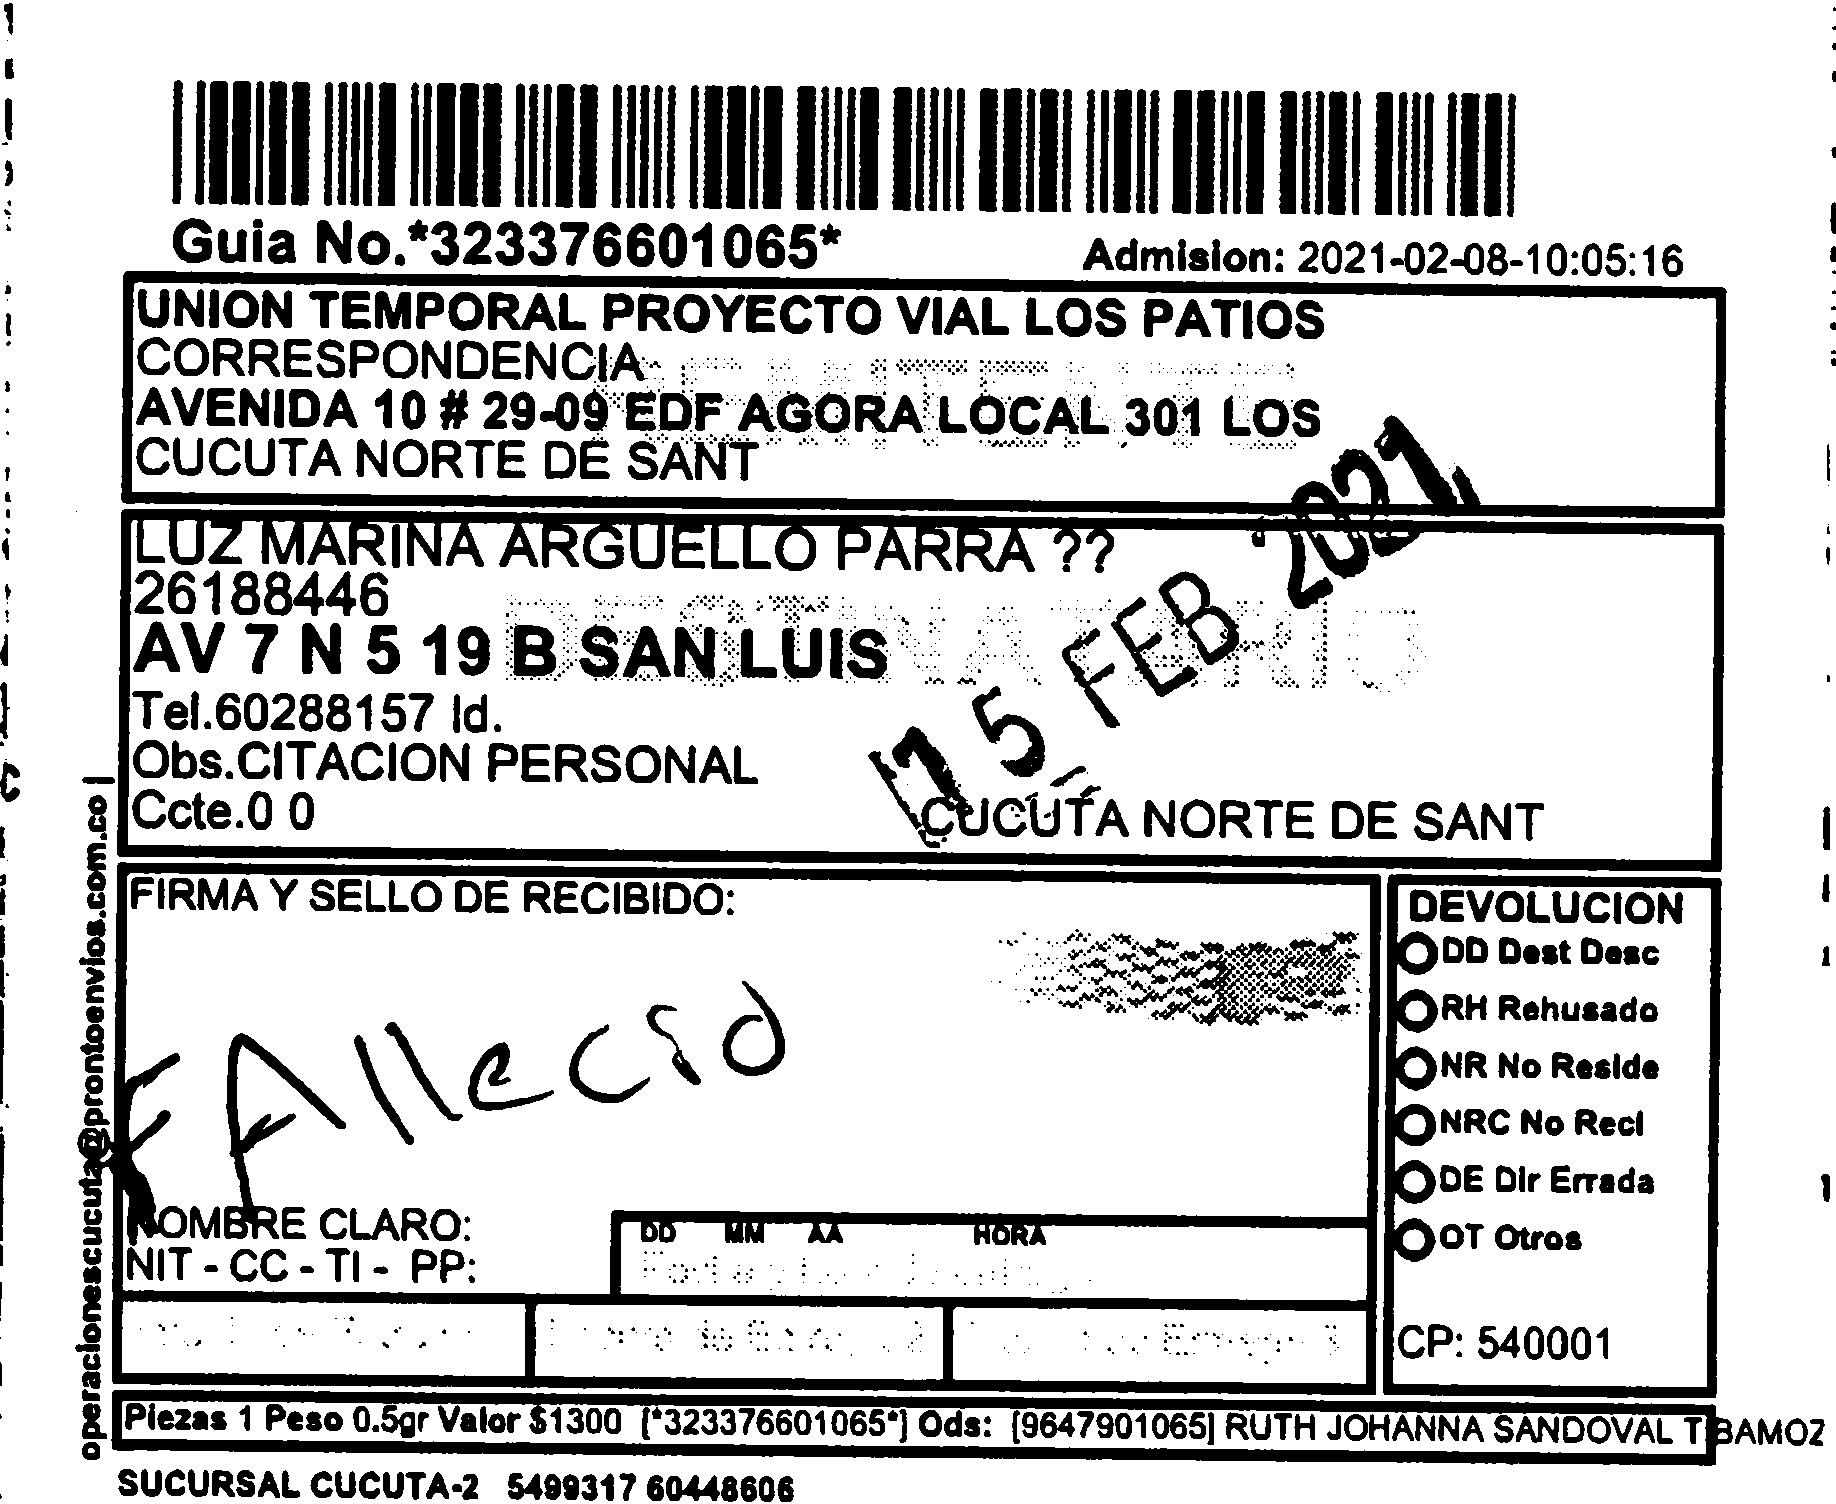 Guia No.*323376601065*
Admision: 2021-02-08-10:05:16
UNION TEMPORAL PROYECTO VIAL LOS PATIOS
CORRESPONDENCIA
REMITENTE
AVENIDA 10 # 29-09 EDF AGORA LOCAL 301 LOS
CUCUTA NORTE DE SANT
LUZ MARINA ARGUELLO PARRA ??
26188446
DESTINATARIO
AV 7 N 5 19 B SAN LUIS
Tel.60288157 Id.
Obs.CITACION PERSONAL
Ccte.0 0
CUCUTA NORTE DE SANT
15 FEB 2021
FIRMA Y SELLO DE RECIBIDO:
FAllecid
NOMBRE CLARO:
NIT - CC - TI - PP:
DD MM AA HORA
DEVOLUCION
DD Dest Desc
RH Rehusado
NR No Reside
NRC No Recl
DE Dir Errada
OT Otros
CP: 540001
Piezas 1 Peso 0.5gr Valor $1300 [*323376601065*] Ods: [9647901065] RUTH JOHANNA SANDOVAL TIBAMOZ
SUCURSAL CUCUTA-2 5499317 60448606
operacionescucuta@prontoenvios.com.co |